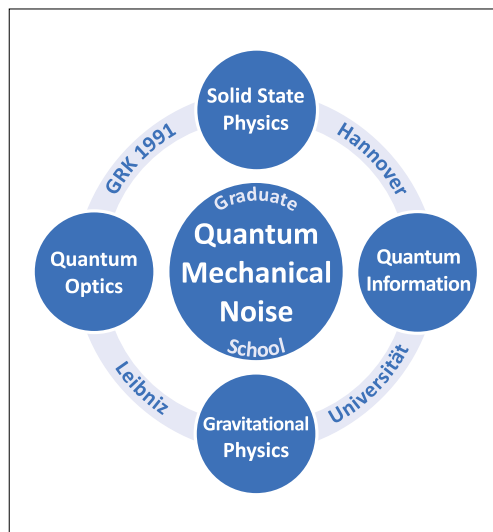 Solid State
Physics
GRK 1991
Hannover
Graduate
Quantum
Mechanical
Noise
School
Quantum
Optics
Quantum
Information
Leibniz
Universität
Gravitational
Physics